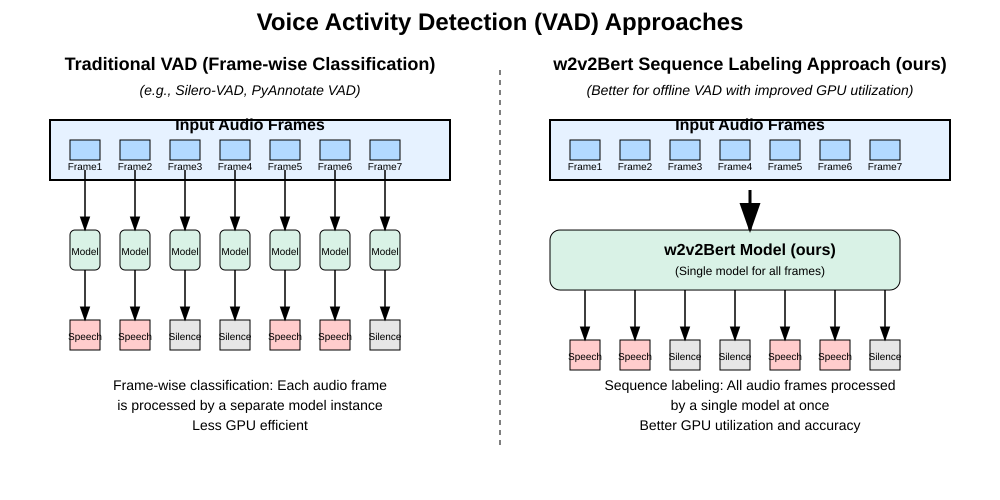 Voice Activity Detection (VAD) Approaches
Traditional VAD (Frame-wise Classification)
(e.g., Silero-VAD, PyAnnotate VAD)
Input Audio Frames
Frame1 Frame2 Frame3 Frame4 Frame5 Frame6 Frame7
Model Model Model Model Model Model Model
Speech Speech Silence Silence Speech Speech Silence
Frame-wise classification: Each audio frame
is processed by a separate model instance
Less GPU efficient
w2v2Bert Sequence Labeling Approach (ours)
(Better for offline VAD with improved GPU utilization)
Input Audio Frames
Frame1 Frame2 Frame3 Frame4 Frame5 Frame6 Frame7
w2v2Bert Model (ours)
(Single model for all frames)
Speech Speech Silence Silence Speech Speech Silence
Sequence labeling: All audio frames processed
by a single model at once
Better GPU utilization and accuracy